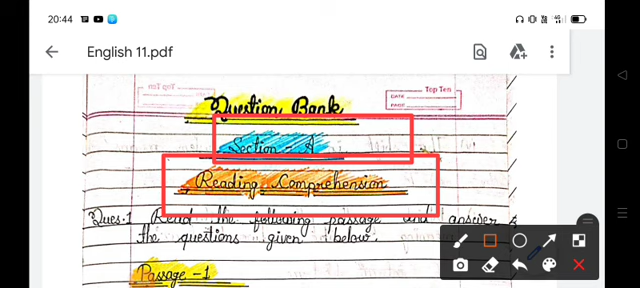 20:44
English 11.pdf
Top Ten
DATE
PAGE
Question Bank
Section - A
Reading Comprehension
Ques.1 Read the following passage and answer
the questions given below.
Passage - 1